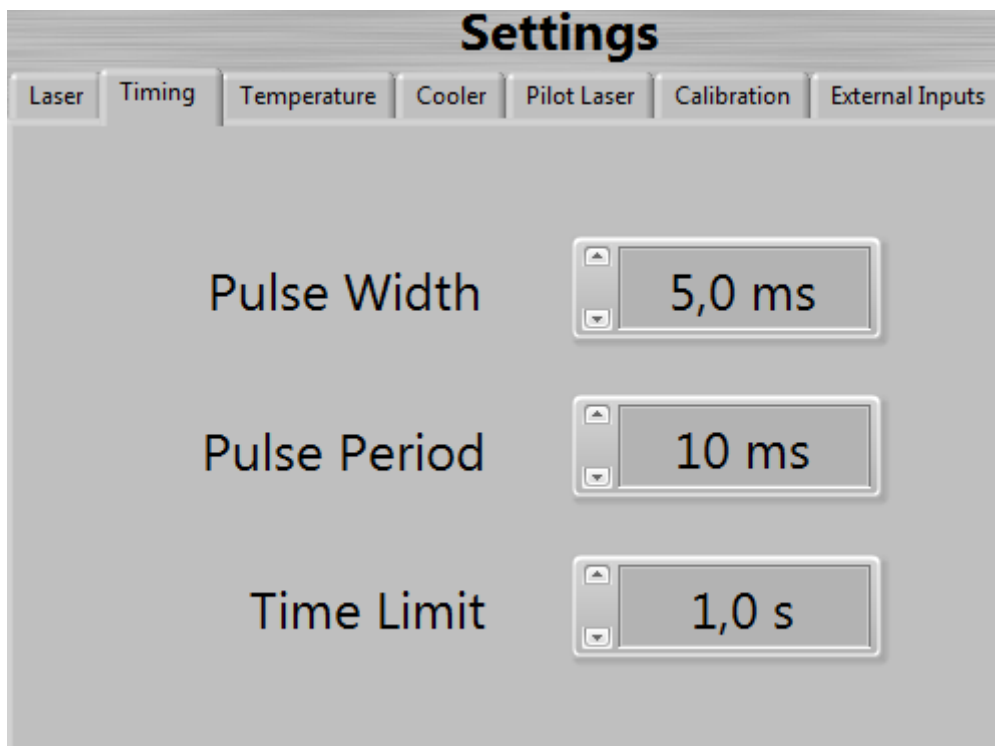 Settings
Laser Timing Temperature Cooler Pilot Laser Calibration External Inputs
Pulse Width 5,0 ms
Pulse Period 10 ms
Time Limit 1,0 s